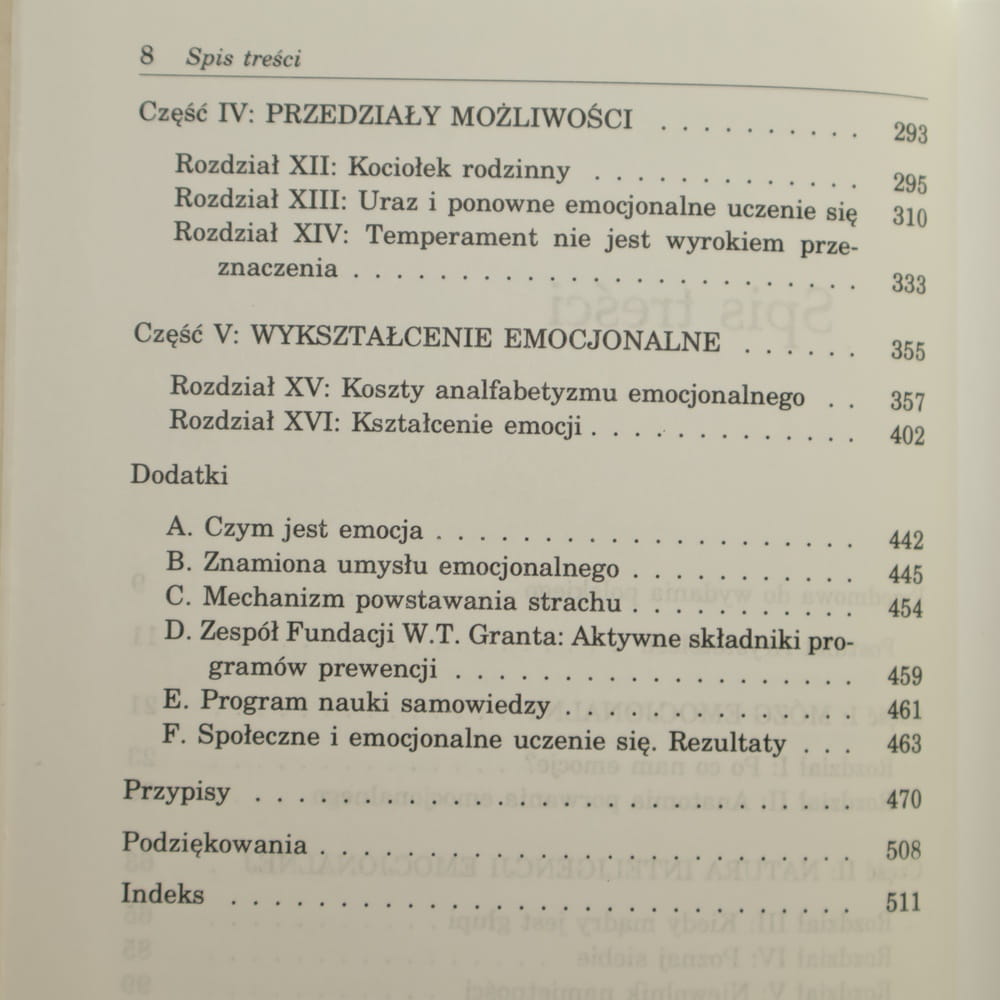 8 Spis treści
Część IV: PRZEDZIAŁY MOŻLIWOŚCI . . . . . . . . . . 293
Rozdział XII: Kociołek rodzinny . . . . . . . . . . . . . 295
Rozdział XIII: Uraz i ponowne emocjonalne uczenie się 310
Rozdział XIV: Temperament nie jest wyrokiem prze-
znaczenia . . . . . . . . . . . . . . . . . . . 333
Część V: WYKSZTAŁCENIE EMOCJONALNE . . . . . . 355
Rozdział XV: Koszty analfabetyzmu emocjonalnego . . 357
Rozdział XVI: Kształcenie emocji . . . . . . . . . . . . . 402
Dodatki
A. Czym jest emocja . . . . . . . . . . . . . . . . . . . 442
B. Znamiona umysłu emocjonalnego . . . . . . . . . . 445
C. Mechanizm powstawania strachu . . . . . . . . . . 454
D. Zespół Fundacji W.T. Granta: Aktywne składniki pro-
gramów prewencji . . . . . . . . . . . . . . . . 459
E. Program nauki samowiedzy . . . . . . . . . . . . . 461
F. Społeczne i emocjonalne uczenie się. Rezultaty . . . 463
Przypisy . . . . . . . . . . . . . . . . . . . . . . . . . 470
Podziękowania . . . . . . . . . . . . . . . . . . . . . 508
Indeks . . . . . . . . . . . . . . . . . . . . . . . . . . 511